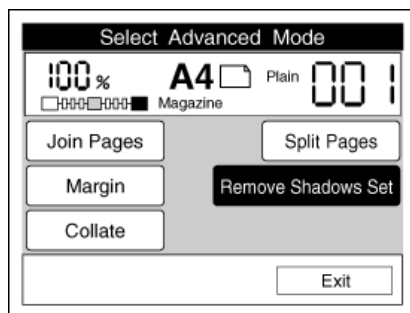 Select Advanced Mode
100 % A4 Plain 001
Magazine
Join Pages Split Pages
Margin Remove Shadows Set
Collate
Exit